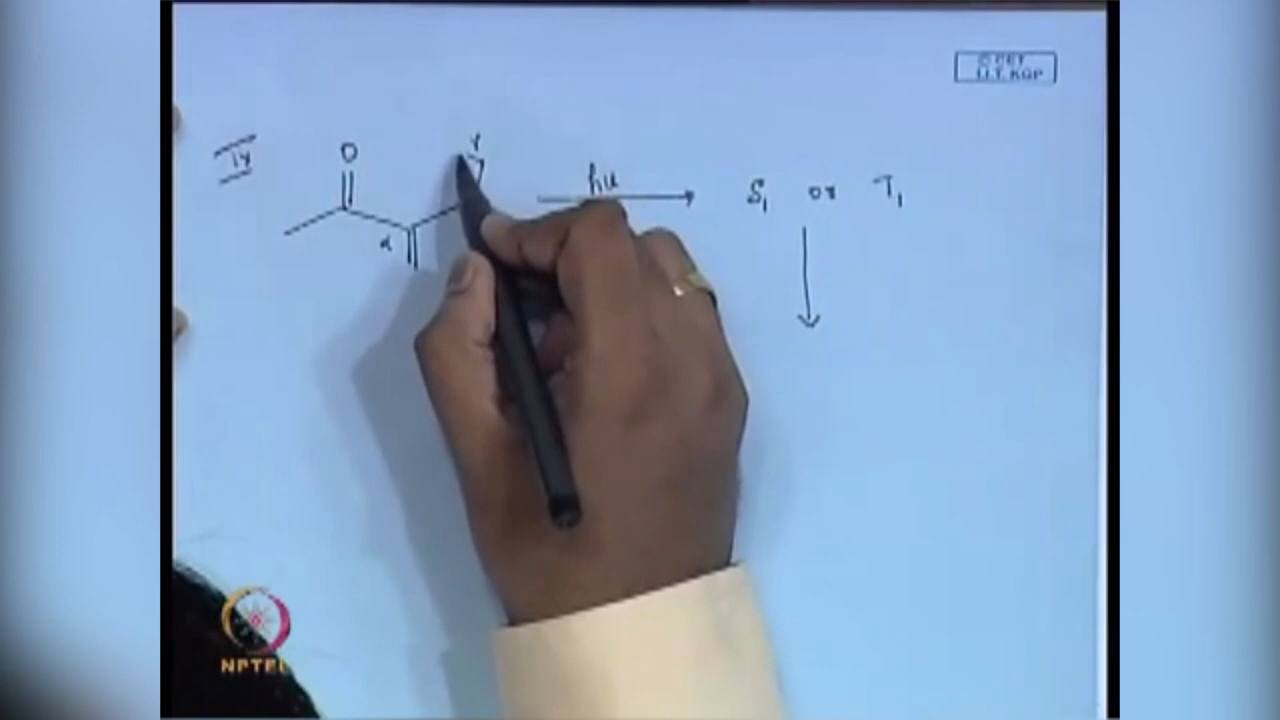 © CET
I.I.T. KGP
IV
O
γ
hν
S₁ or T₁
α
NPTEL